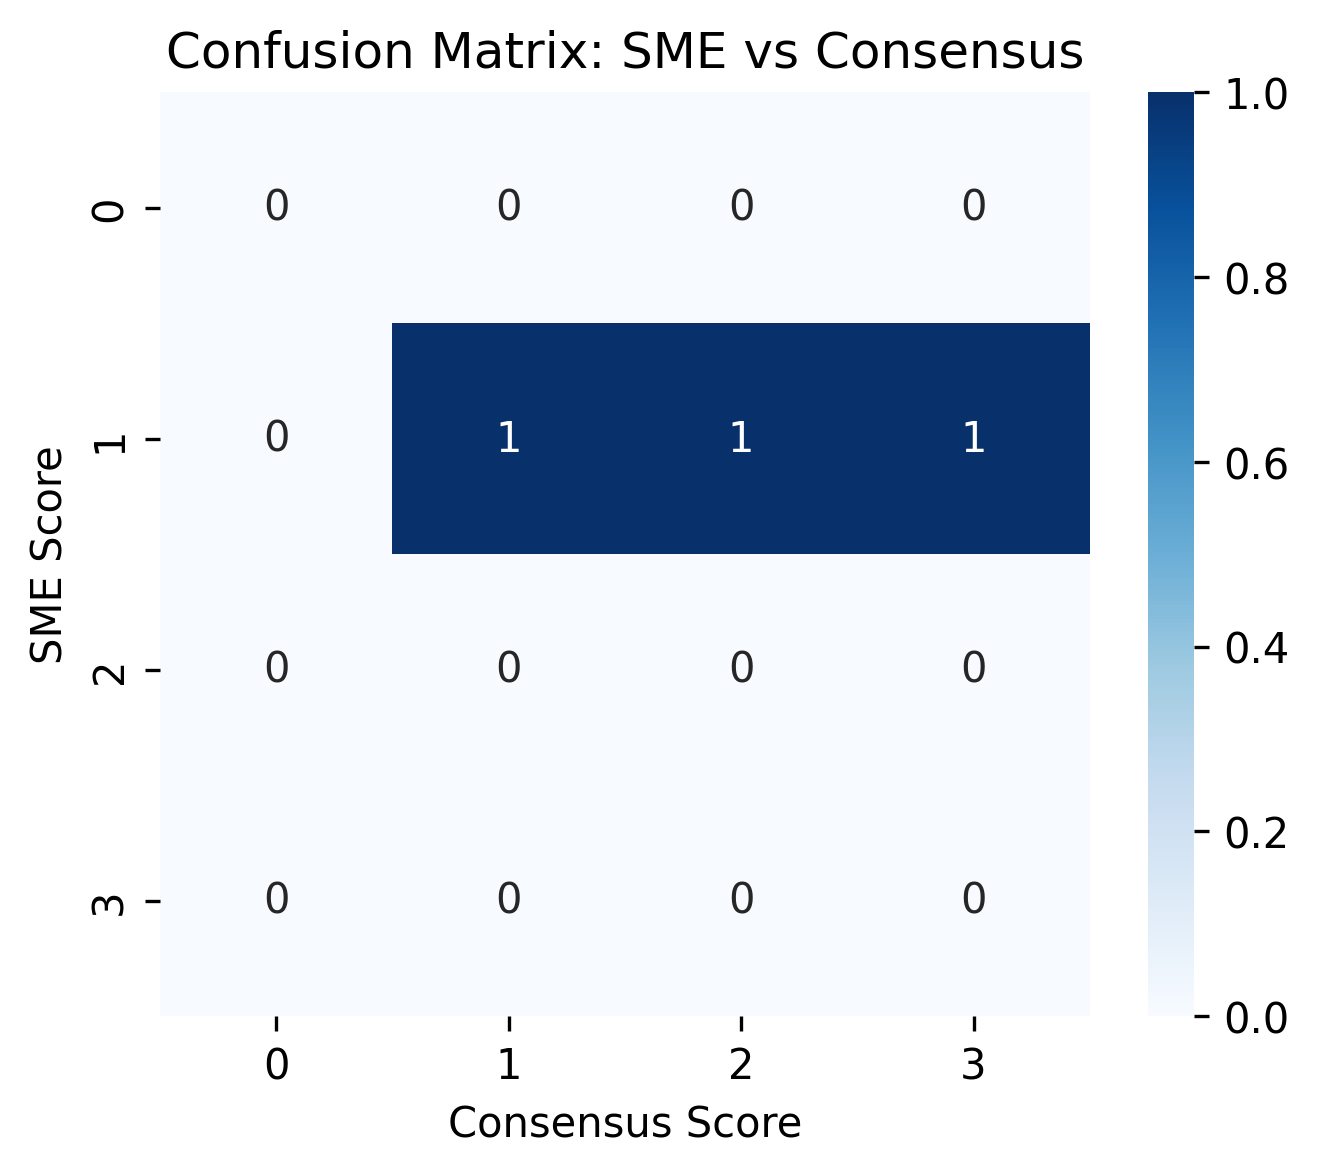 Confusion Matrix: SME vs Consensus
0 0 0 0 0
1 0 1 1 1
2 0 0 0 0
3 0 0 0 0
0 1 2 3
SME Score
Consensus Score
1.0
0.8
0.6
0.4
0.2
0.0